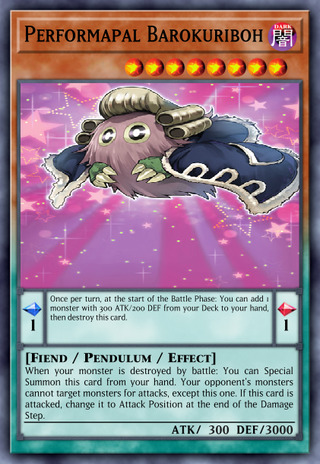 PERFORMAPAL BAROKURIBOH
DARK
闇
Once per turn, at the start of the Battle Phase: You can add 1
monster with 300 ATK/200 DEF from your Deck to your hand,
then destroy this card.
1
1
[FIEND / PENDULUM / EFFECT]
When your monster is destroyed by battle: You can Special
Summon this card from your hand. Your opponent's monsters
cannot target monsters for attacks, except this one. If this card is
attacked, change it to Attack Position at the end of the Damage
Step.
ATK/ 300 DEF/3000